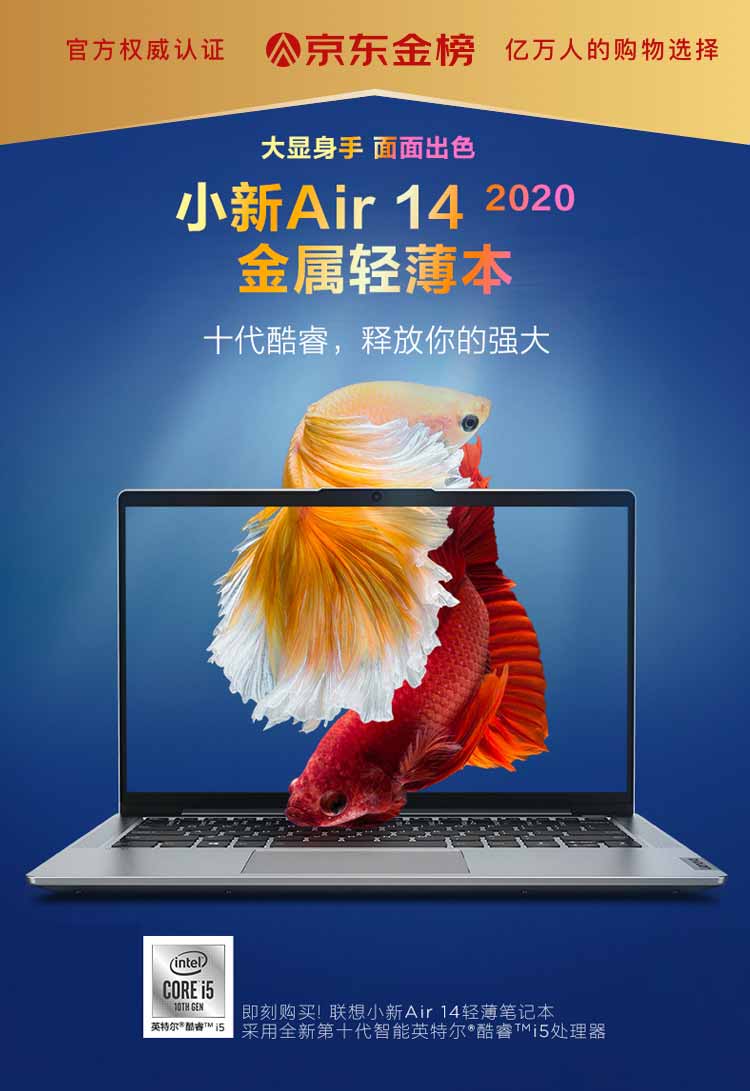 官方权威认证 京东金榜 亿万人的购物选择
大显身手 面面出色
小新Air 14 2020
金属轻薄本
十代酷睿，释放你的强大
intel
CORE i5
10TH GEN
英特尔®酷睿™ i5
即刻购买! 联想小新Air 14轻薄笔记本
采用全新第十代智能英特尔®酷睿™i5处理器